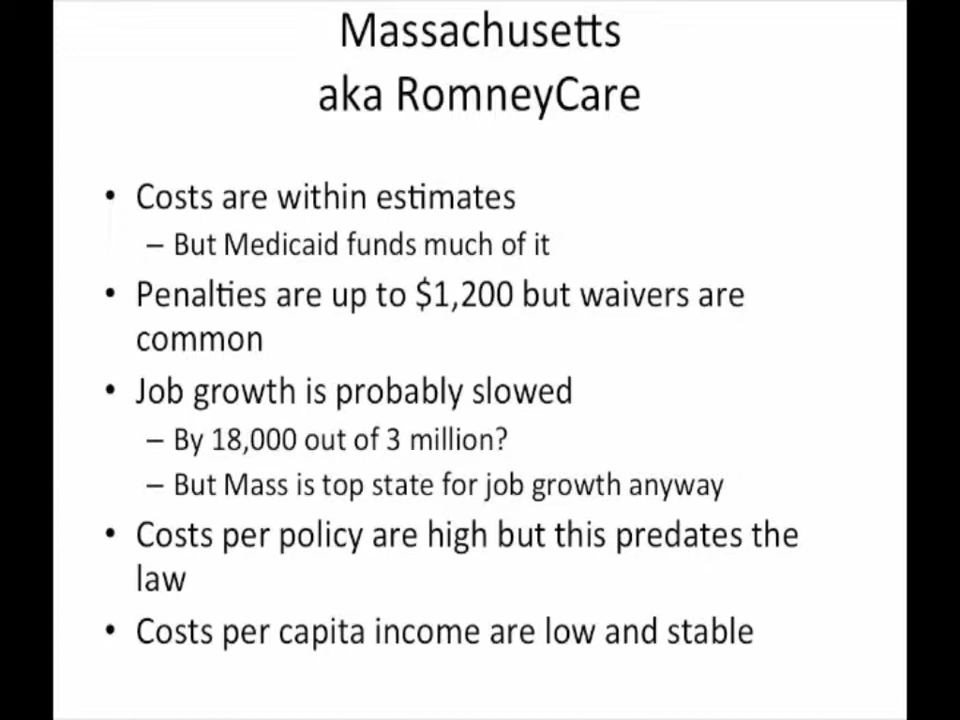 Massachusetts
aka RomneyCare
• Costs are within estimates
– But Medicaid funds much of it
• Penalties are up to $1,200 but waivers are
common
• Job growth is probably slowed
– By 18,000 out of 3 million?
– But Mass is top state for job growth anyway
• Costs per policy are high but this predates the
law
• Costs per capita income are low and stable